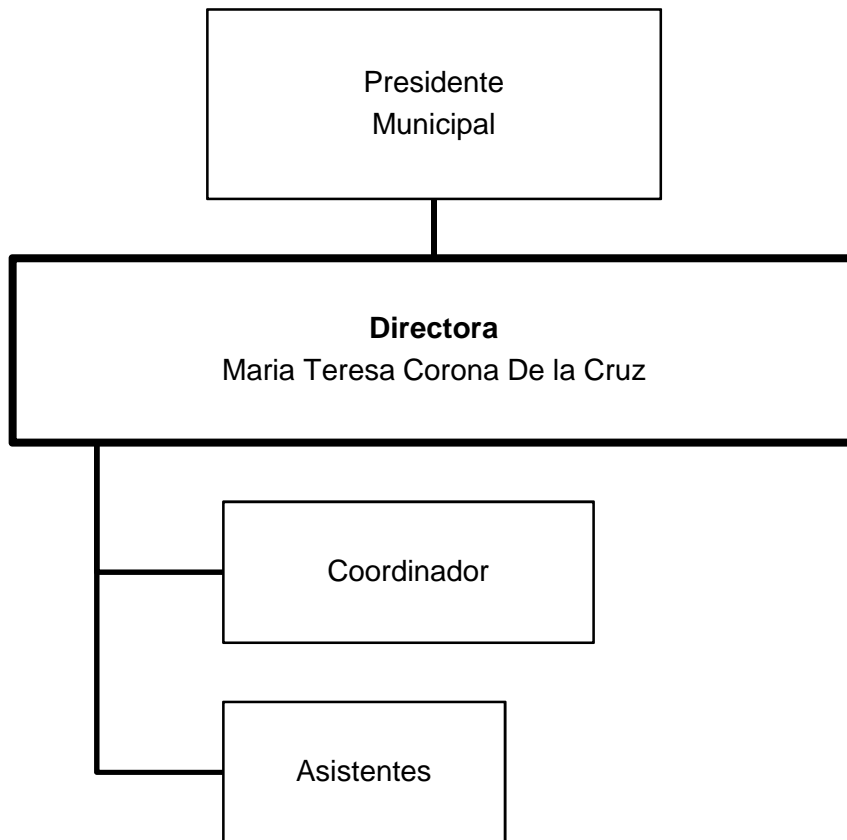 Presidente
Municipal
Directora
Maria Teresa Corona De la Cruz
Coordinador
Asistentes